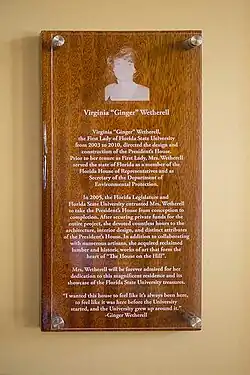 Virginia "Ginger" Wetherell
Virginia "Ginger" Wetherell,
the First Lady of Florida State University
from 2003 to 2010, directed the design and
construction of the President's House.
Prior to her tenure as First Lady, Mrs. Wetherell
served the state of Florida as a member of the
Florida House of Representatives and as
Secretary of the Department of
Environmental Protection.
In 2005, the Florida Legislature and
Florida State University entrusted Mrs. Wetherell
to take the President's House from conception to
completion. After securing private funds for the
entire project, she devoted countless hours to the
architecture, interior design, and distinct attributes
of the President's House. In addition to collaborating
with numerous artisans, she acquired reclaimed
lumber and historic works of art that form the
heart of "The House on the Hill".
Mrs. Wetherell will be forever admired for her
dedication to this magnificent residence and its
showcase of the Florida State University treasures.
"I wanted this house to feel like it's always been here,
to feel like it was here before the University
started, and the University grew up around it."
-Ginger Wetherell